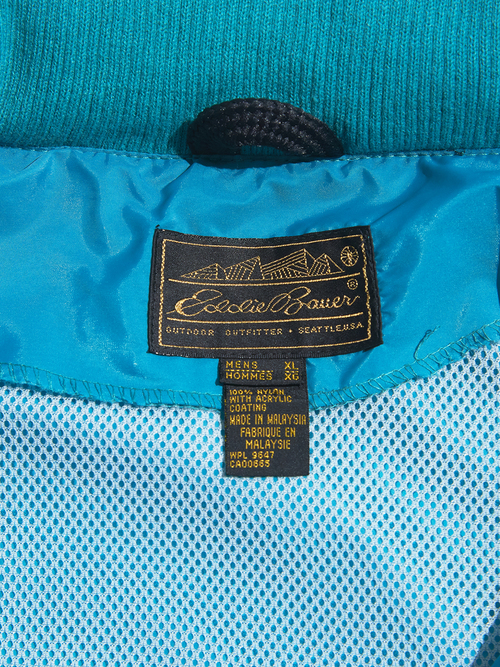 ®
Eddie Bauer
OUTDOOR OUTFITTER • SEATTLE,U.S.A.
MENS XL
HOMMES XG
100% NYLON
WITH ACRYLIC
COATING
MADE IN MALAYSIA
FABRIQUE EN
MALAYSIE
WPL 9647
CA00665